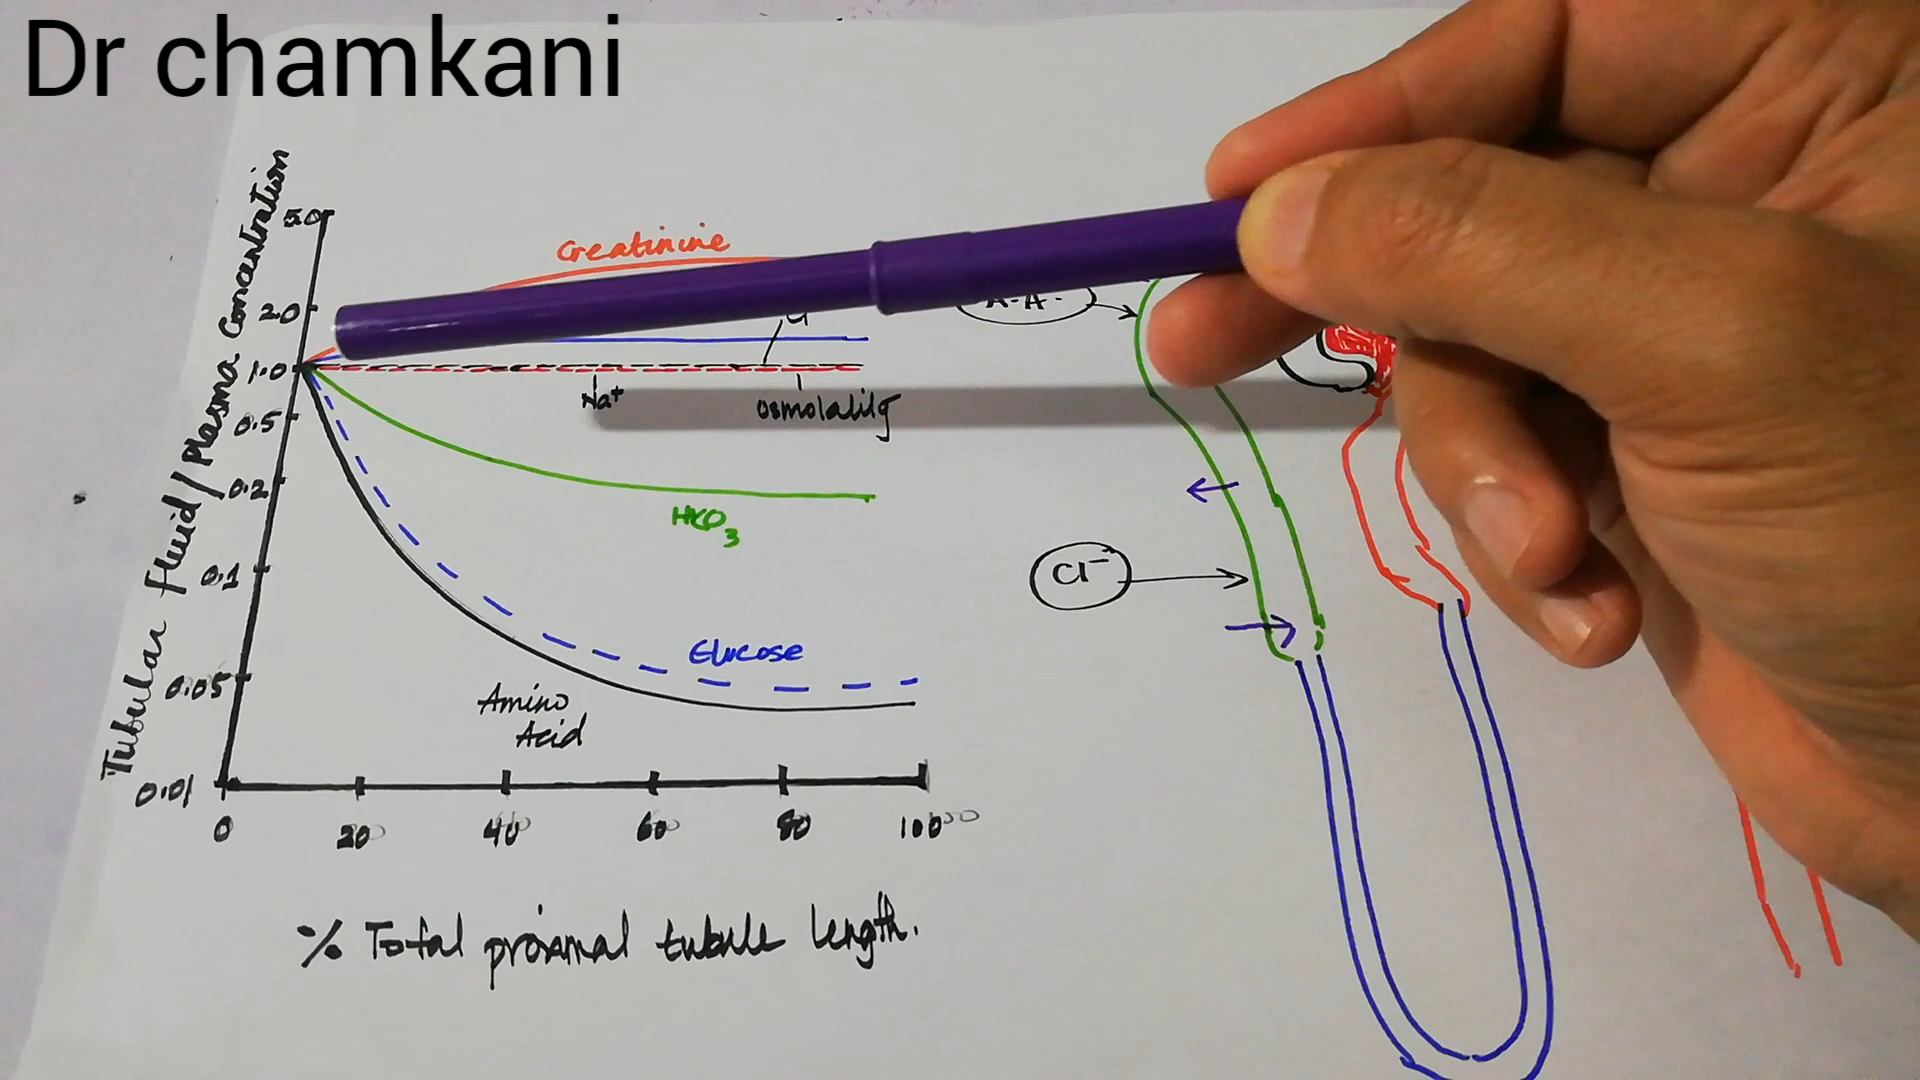 Dr chamkani
Tubular Fluid/Plasma Concentration
5.0
2.0
1.0
0.5
0.2
0.1
0.05
0.01
Creatinine
Na+
osmolality
HCO3
Glucose
Amino
Acid
0 20 40 60 80 100
% Total proximal tubule length.
A.A.
Cl-